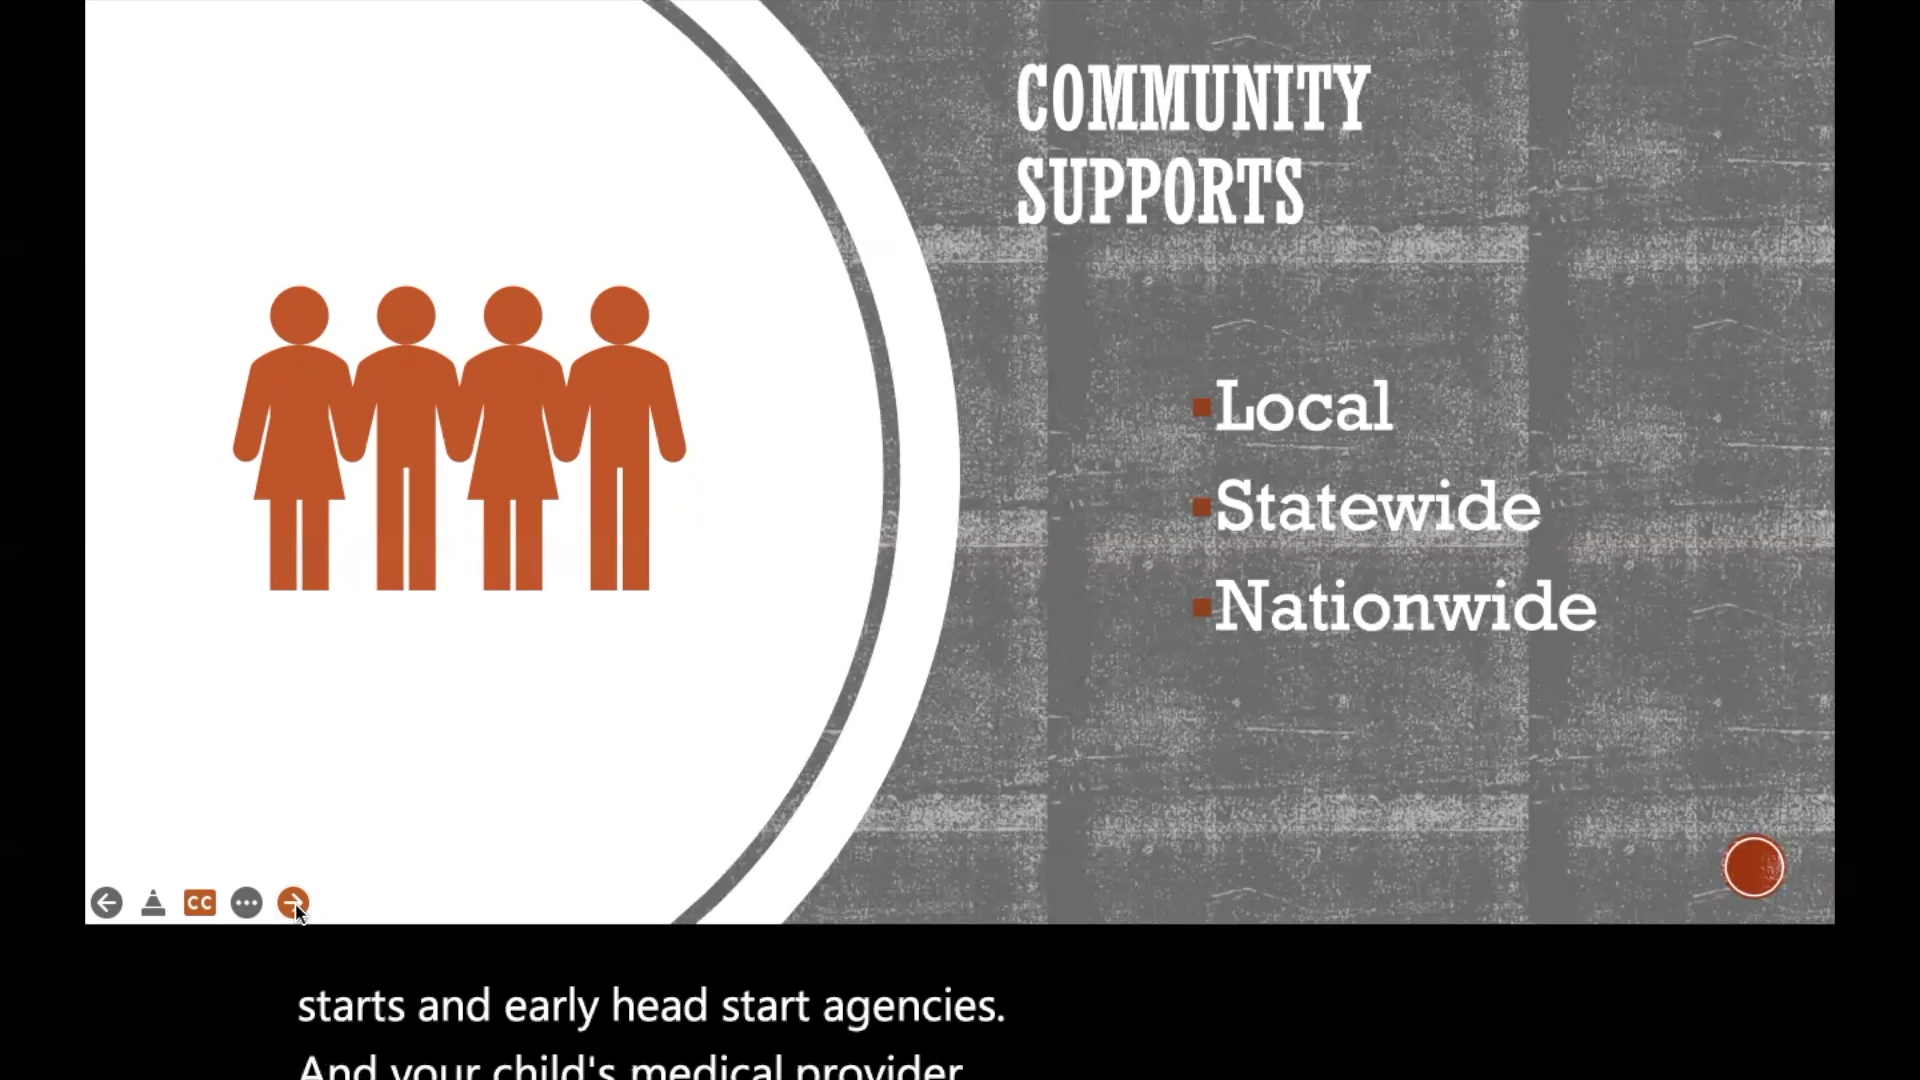 COMMUNITY
SUPPORTS
Local
Statewide
Nationwide
CC
starts and early head start agencies.
And your child's medical provider